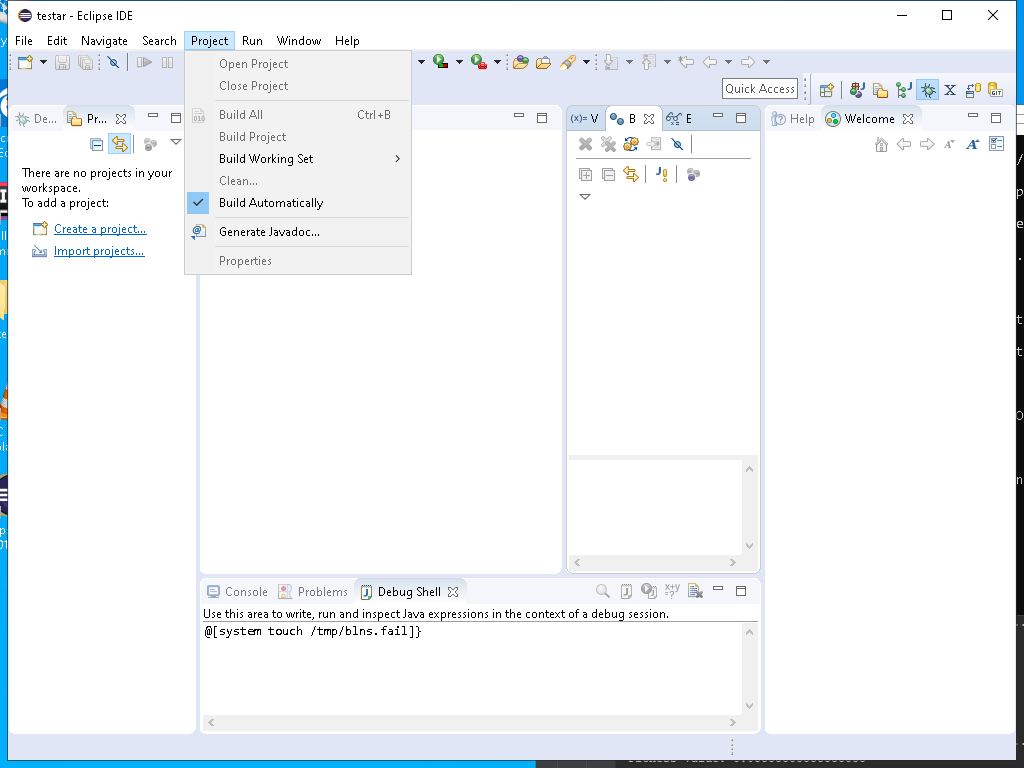 testar - Eclipse IDE
File Edit Navigate Search Project Run Window Help
Open Project
Close Project
Build All Ctrl+B
Build Project
Build Working Set
Clean...
Build Automatically
Generate Javadoc...
Properties
Quick Access
De...
Pr...
There are no projects in your
workspace.
To add a project:
Create a project...
Import projects...
(x)= V
B
E
Help
Welcome
Console Problems Debug Shell
Use this area to write, run and inspect Java expressions in the context of a debug session.
@[system touch /tmp/blns.fail]}